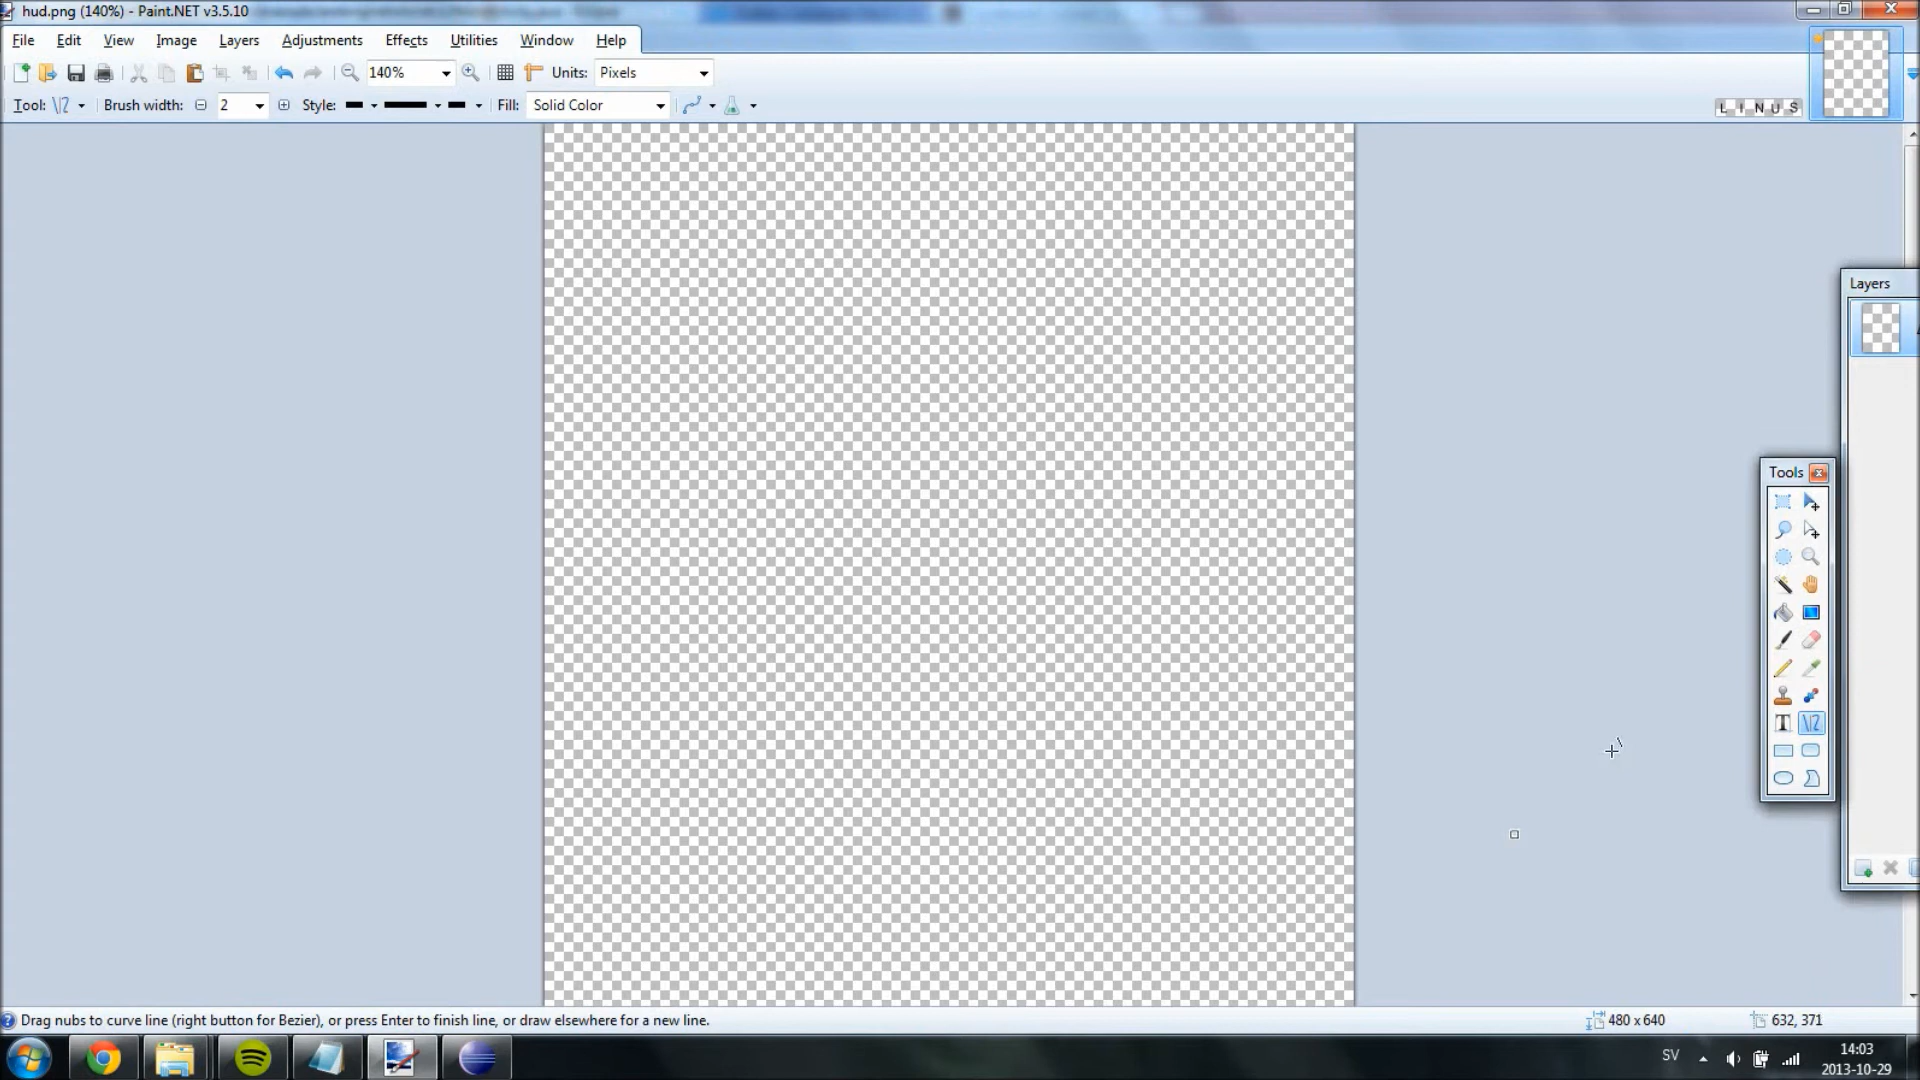 hud.png (140%) - Paint.NET v3.5.10
File Edit View Image Layers Adjustments Effects Utilities Window Help
140% Units: Pixels
Tool: Brush width: 2 Style: Fill: Solid Color
L I N U S
Layers
Tools
Drag nubs to curve line (right button for Bezier), or press Enter to finish line, or draw elsewhere for a new line.
480 x 640
632, 371
SV
14:03
2013-10-29